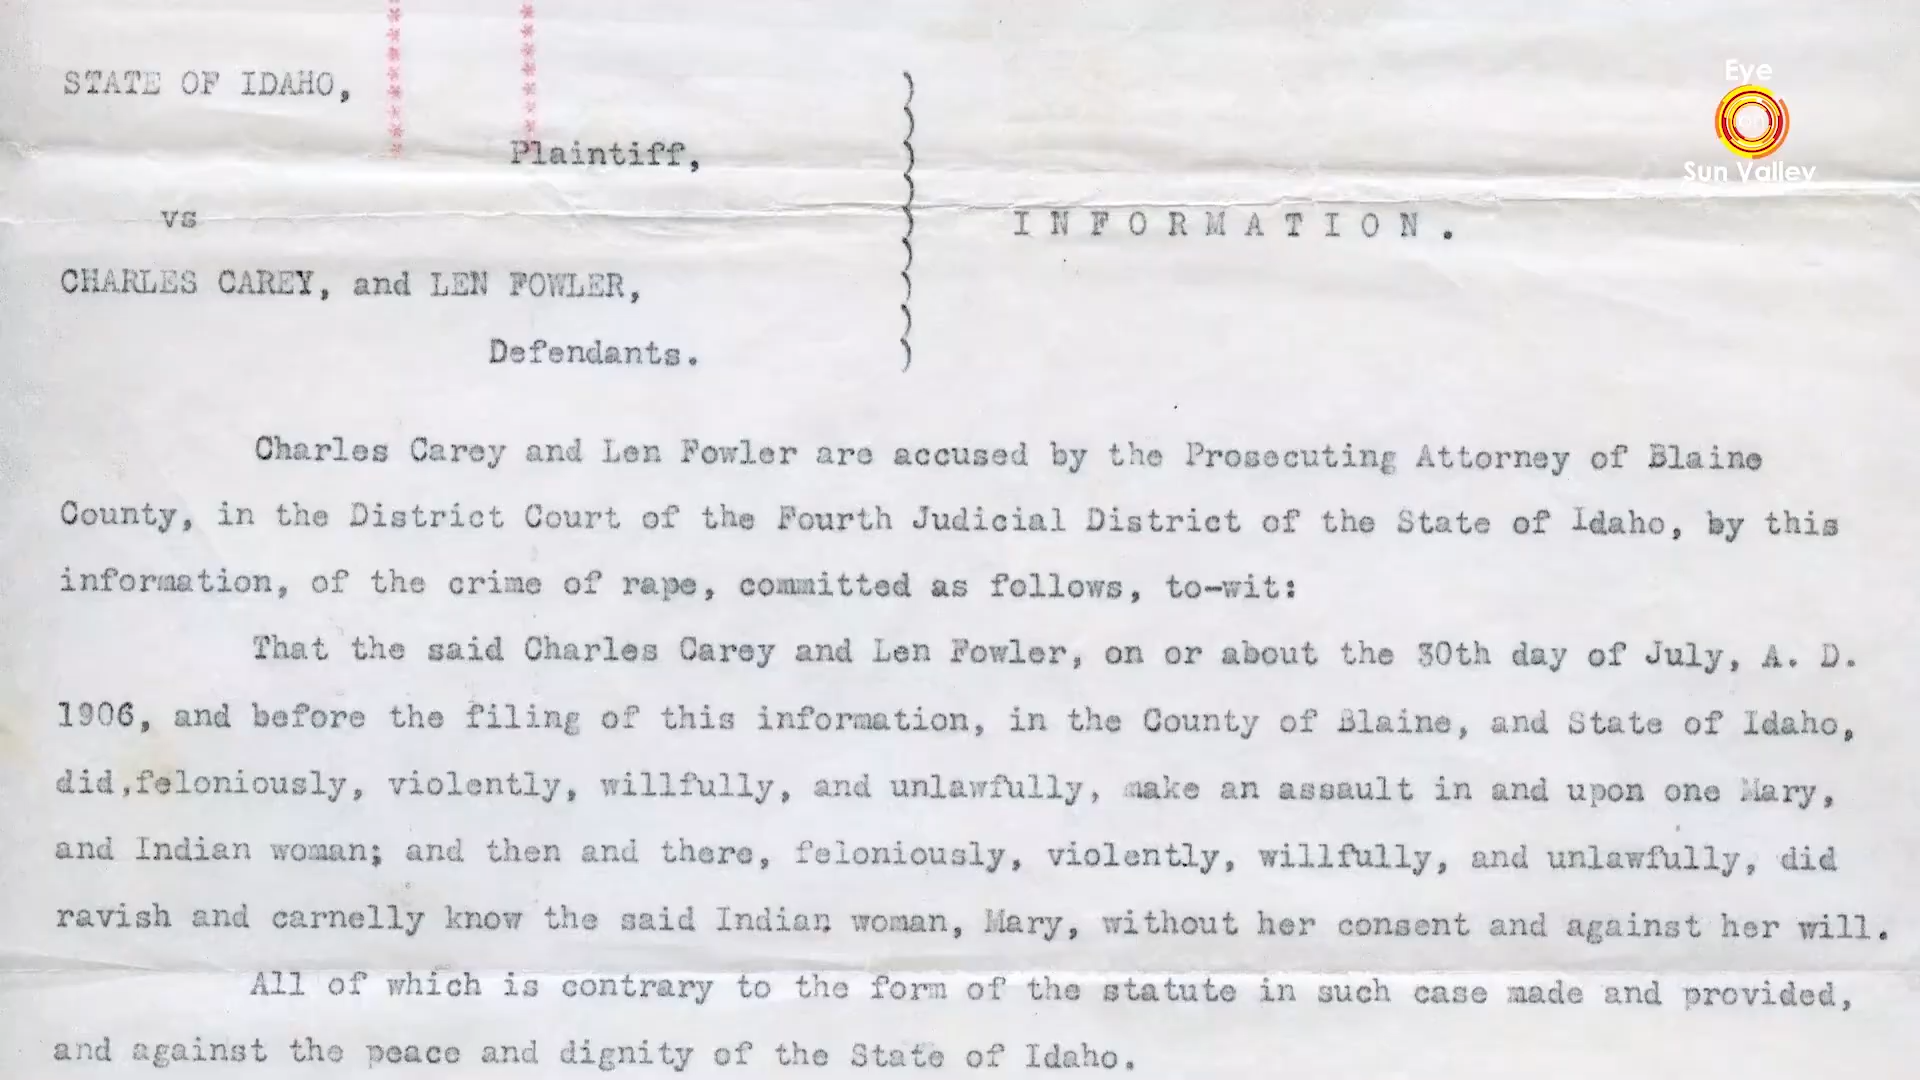 STATE OF IDAHO,
Plaintiff,
vs
CHARLES CAREY, and LEN FOWLER,
Defendants.
INFORMATION.
Eye
on
Sun Valley
Charles Carey and Len Fowler are accused by the Prosecuting Attorney of Blaine
County, in the District Court of the Fourth Judicial District of the State of Idaho, by this
information, of the crime of rape, committed as follows, to-wit:
That the said Charles Carey and Len Fowler, on or about the 30th day of July, A. D.
1906, and before the filing of this information, in the County of Blaine, and State of Idaho,
did,feloniously, violently, willfully, and unlawfully, make an assault in and upon one Mary,
and Indian woman; and then and there, feloniously, violently, willfully, and unlawfully, did
ravish and carnelly know the said Indian woman, Mary, without her consent and against her will.
All of which is contrary to the form of the statute in such case made and provided,
and against the peace and dignity of the State of Idaho.